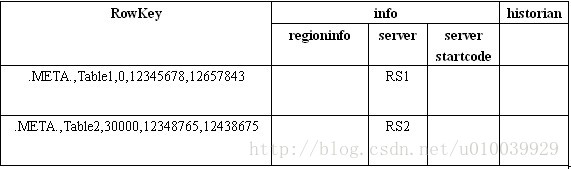 RowKey info historian
regioninfo server server
startcode
.META.,Table1,0,12345678,12657843 RS1
.META.,Table2,30000,12348765,12438675 RS2
http://blog.csdn.net/u010039929